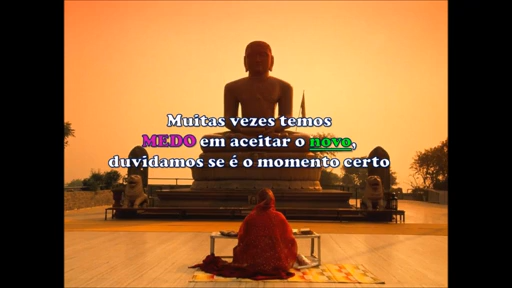 Muitas vezes temos
MEDO em aceitar o novo,
duvidamos se é o momento certo